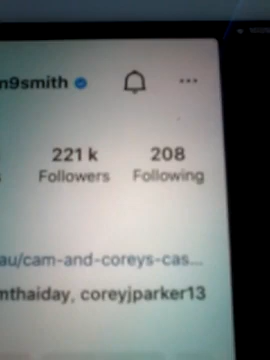 n9smith
221 k 208
Followers Following
au/cam-and-coreys-cas...
nthaiday, coreyjparker13